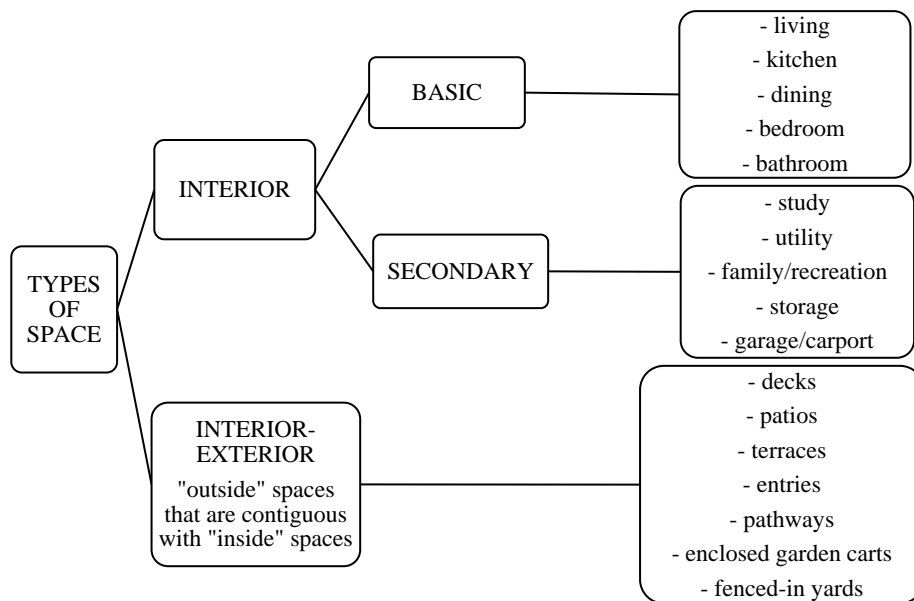 TYPES
OF
SPACE
INTERIOR
BASIC
- living
- kitchen
- dining
- bedroom
- bathroom
SECONDARY
- study
- utility
- family/recreation
- storage
- garage/carport
INTERIOR-
EXTERIOR
"outside" spaces
that are contiguous
with "inside" spaces
- decks
- patios
- terraces
- entries
- pathways
- enclosed garden carts
- fenced-in yards